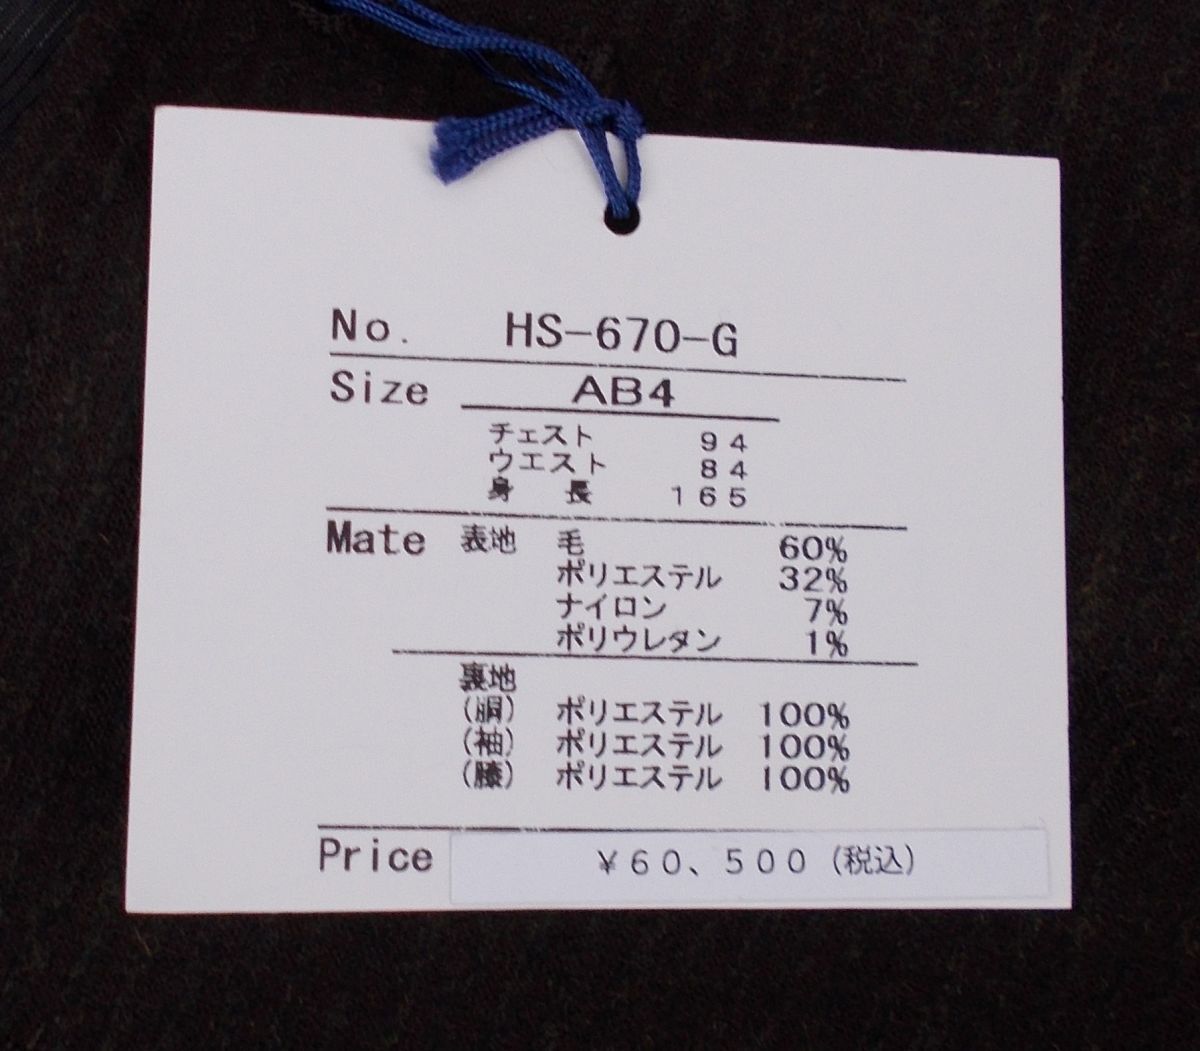 No. HS-670-G
Size AB4
チェスト 94
ウエスト 84
身長 165
Mate 表地 毛 60%
ポリエステル 32%
ナイロン 7%
ポリウレタン 1%
裏地
(胴) ポリエステル 100%
(袖) ポリエステル 100%
(膝) ポリエステル 100%
Price ¥60、500(税込)